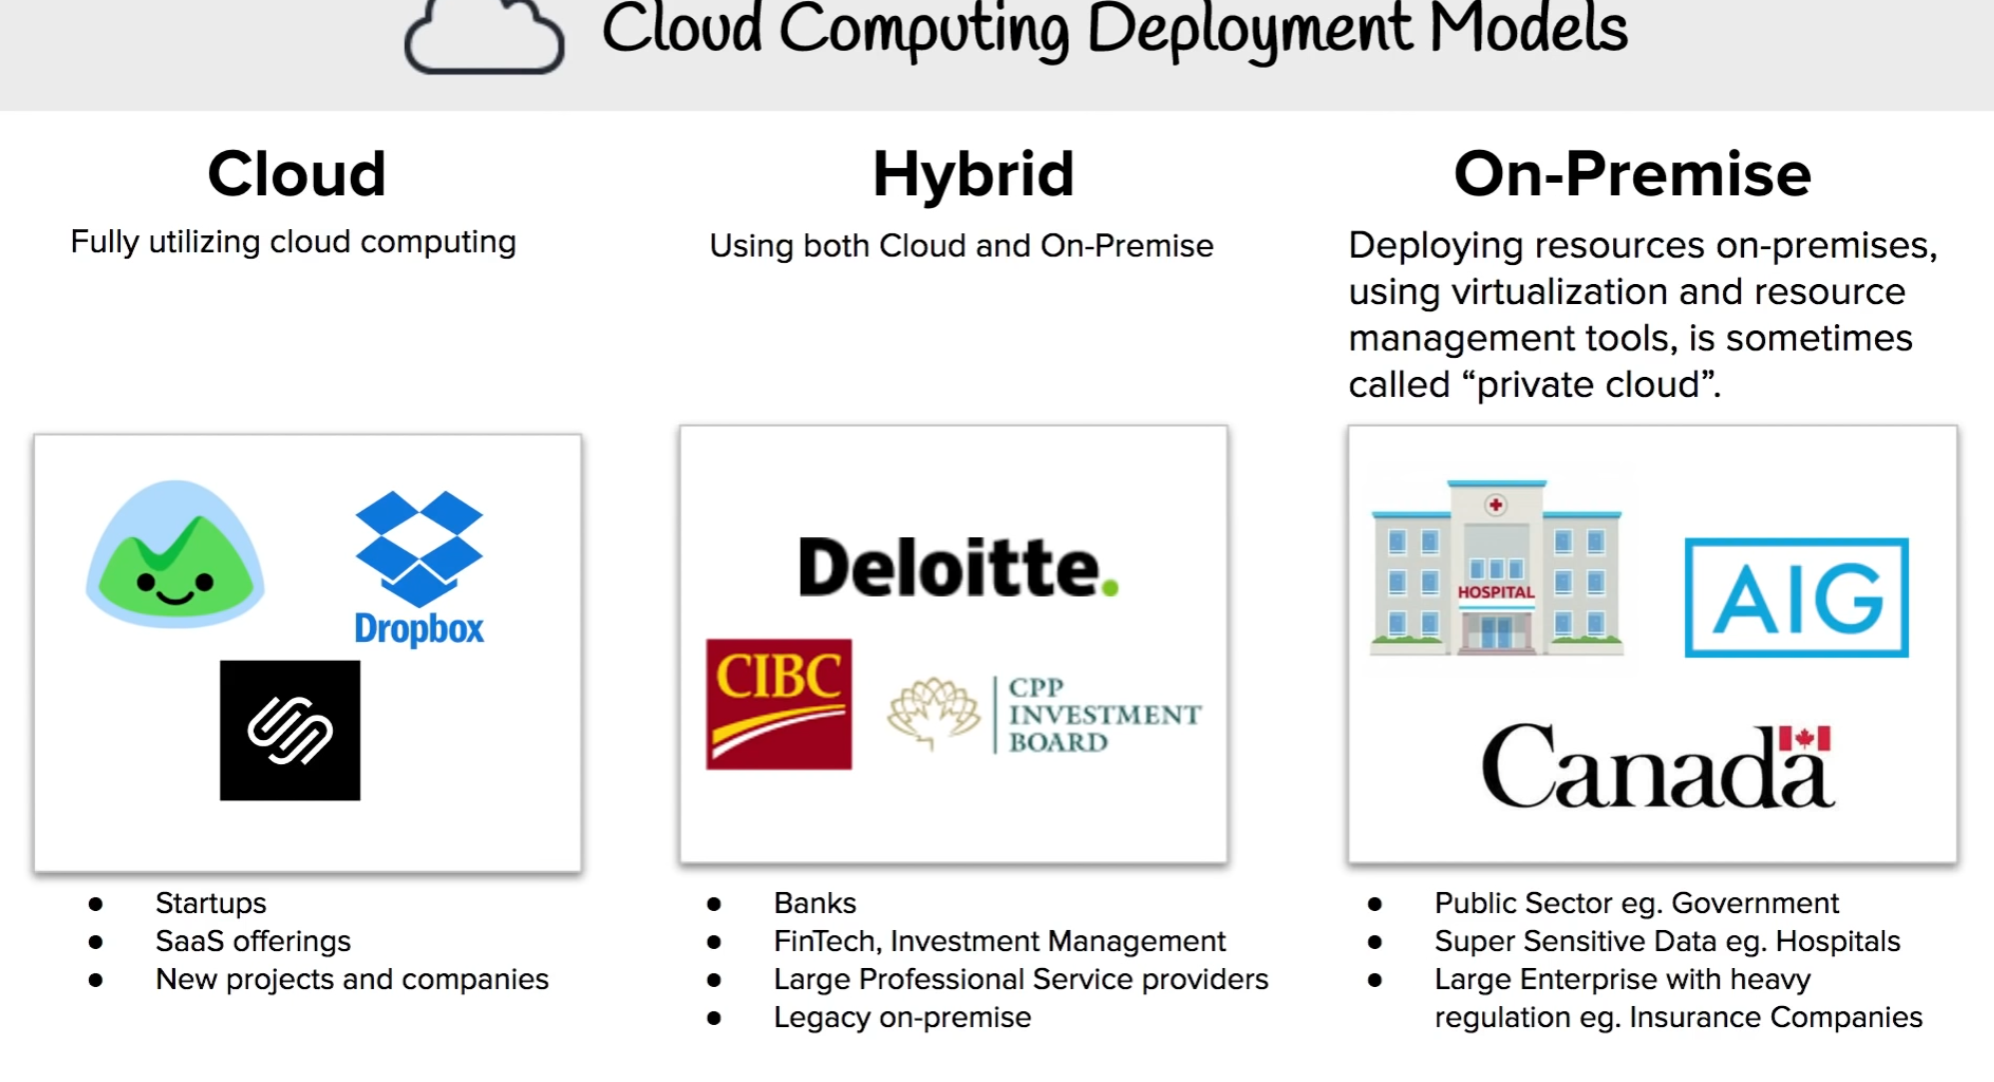 Cloud Computing Deployment Models
Cloud
Fully utilizing cloud computing
Dropbox
Startups
SaaS offerings
New projects and companies
Hybrid
Using both Cloud and On-Premise
Deloitte.
CIBC
CPP
INVESTMENT
BOARD
Banks
FinTech, Investment Management
Large Professional Service providers
Legacy on-premise
On-Premise
Deploying resources on-premises,
using virtualization and resource
management tools, is sometimes
called “private cloud”.
HOSPITAL
AIG
Canada
Public Sector eg. Government
Super Sensitive Data eg. Hospitals
Large Enterprise with heavy
regulation eg. Insurance Companies